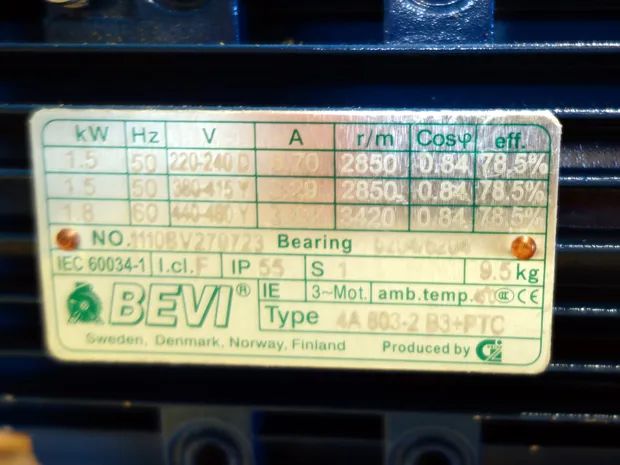 kW Hz V A r/m Cosφ eff.
1.5 50 220-240 D 2850 0.84 78.5%
1.5 50 380-415 Y 2850 0.84 78.5%
1.8 60 440-480 Y 3420 0.84 78.5%
NO. 1110BV270723 Bearing
IEC 60034-1 I.cl. F IP 55 S 1 9.5 kg
BEVI® IE 3~Mot. amb.temp. CCC CE
Type 4A 803-2 B3+PTC
Sweden, Denmark, Norway, Finland Produced by